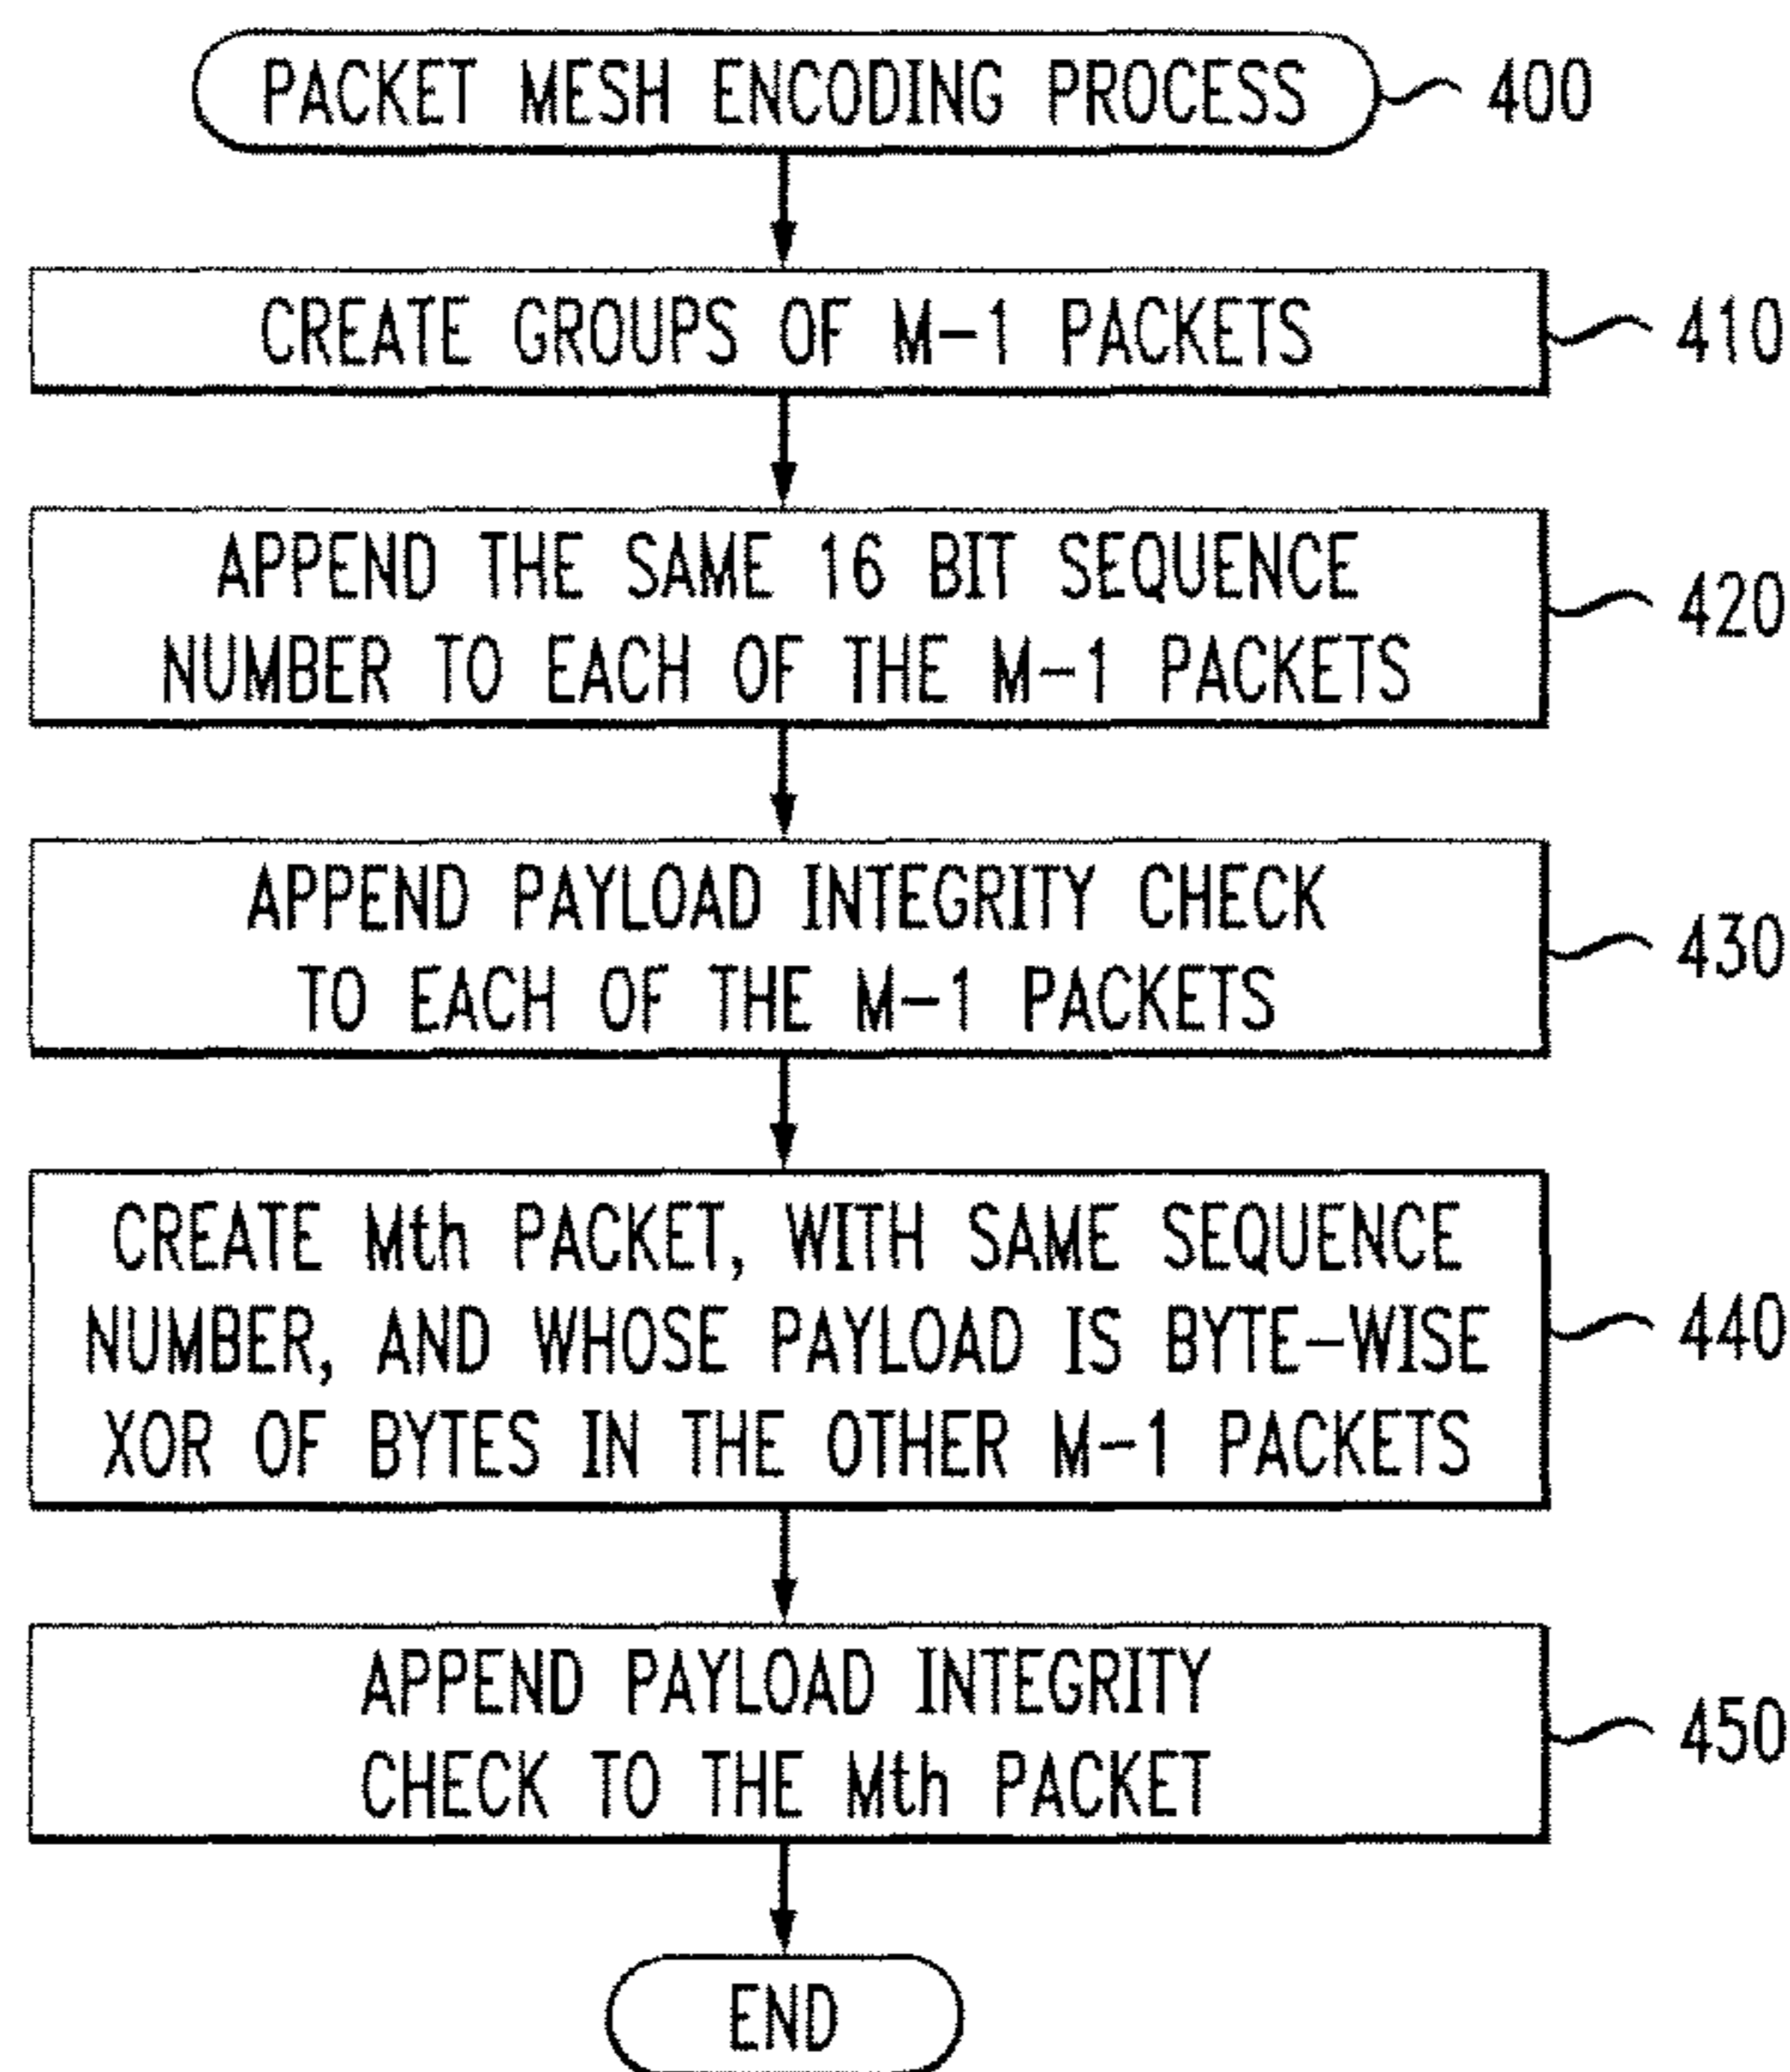 PACKET MESH ENCODING PROCESS
400
CREATE GROUPS OF M-1 PACKETS
410
APPEND THE SAME 16 BIT SEQUENCE
NUMBER TO EACH OF THE M-1 PACKETS
420
APPEND PAYLOAD INTEGRITY CHECK
TO EACH OF THE M-1 PACKETS
430
CREATE Mth PACKET, WITH SAME SEQUENCE
NUMBER, AND WHOSE PAYLOAD IS BYTE-WISE
XOR OF BYTES IN THE OTHER M-1 PACKETS
440
APPEND PAYLOAD INTEGRITY
CHECK TO THE Mth PACKET
450
END